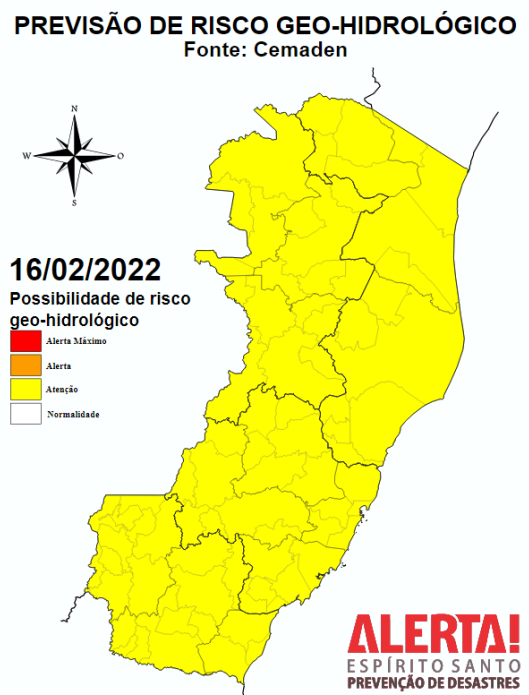 PREVISÃO DE RISCO GEO-HIDROLÓGICO
Fonte: Cemaden
N
W
O
S
16/02/2022
Possibilidade de risco
geo-hidrológico
Alerta Máximo
Alerta
Atenção
Normalidade
ALERTA!
ESPÍRITO SANTO
PREVENÇÃO DE DESASTRES